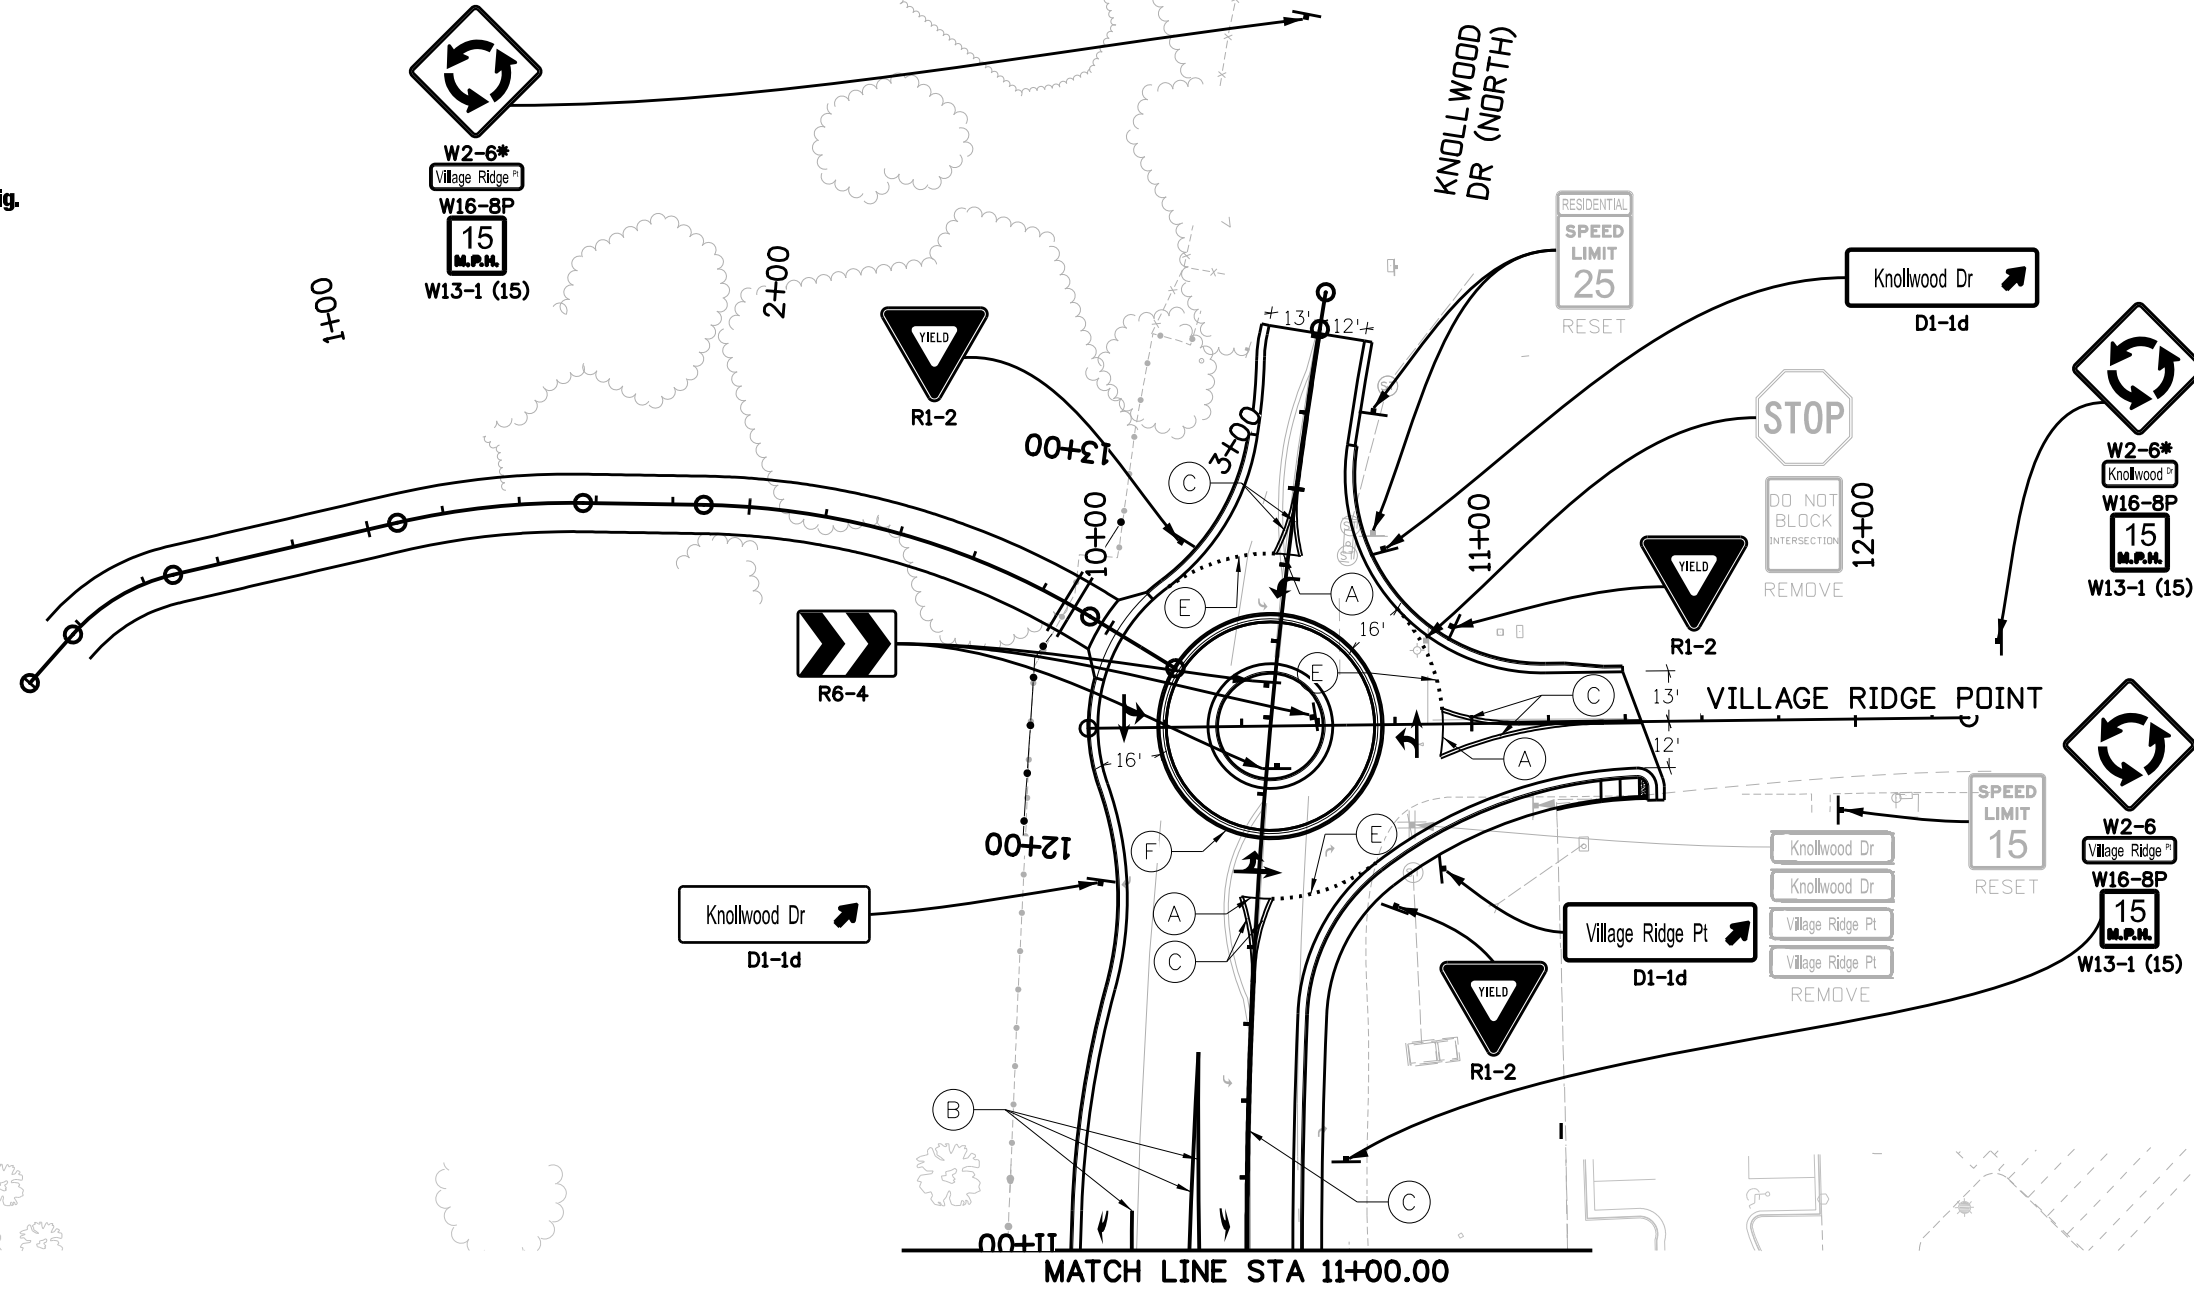 W2-6*
Village Ridge Pt
W16-8P
15
M.P.H.
W13-1 (15)
ig.
1+00
2+00
KNOLLWOOD
DR (NORTH)
RESIDENTIAL
SPEED
LIMIT
25
RESET
Knollwood Dr
D1-1d
YIELD
R1-2
13'
12'
13+00
3+00
C
10+00
11+00
12+00
STOP
DO NOT
BLOCK
INTERSECTION
REMOVE
YIELD
R1-2
W2-6*
Knollwood Dr
W16-8P
15
M.P.H.
W13-1 (15)
E
A
16'
E
R6-4
C
13'
VILLAGE RIDGE POINT
12'
A
16'
12+00
F
E
SPEED
LIMIT
15
RESET
W2-6
Village Ridge Pt
W16-8P
15
M.P.H.
W13-1 (15)
Knollwood Dr
Knollwood Dr
Village Ridge Pt
Village Ridge Pt
REMOVE
Knollwood Dr
D1-1d
A
C
Village Ridge Pt
D1-1d
YIELD
R1-2
B
C
11+00
MATCH LINE STA 11+00.00